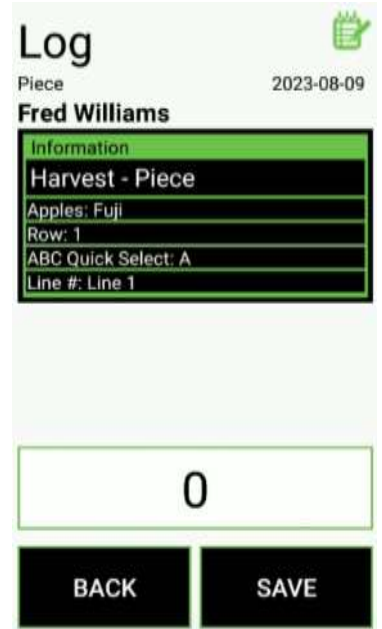 Log
Piece 2023-08-09
Fred Williams
Information
Harvest - Piece
Apples: Fuji
Row: 1
ABC Quick Select: A
Line #: Line 1
0
BACK SAVE